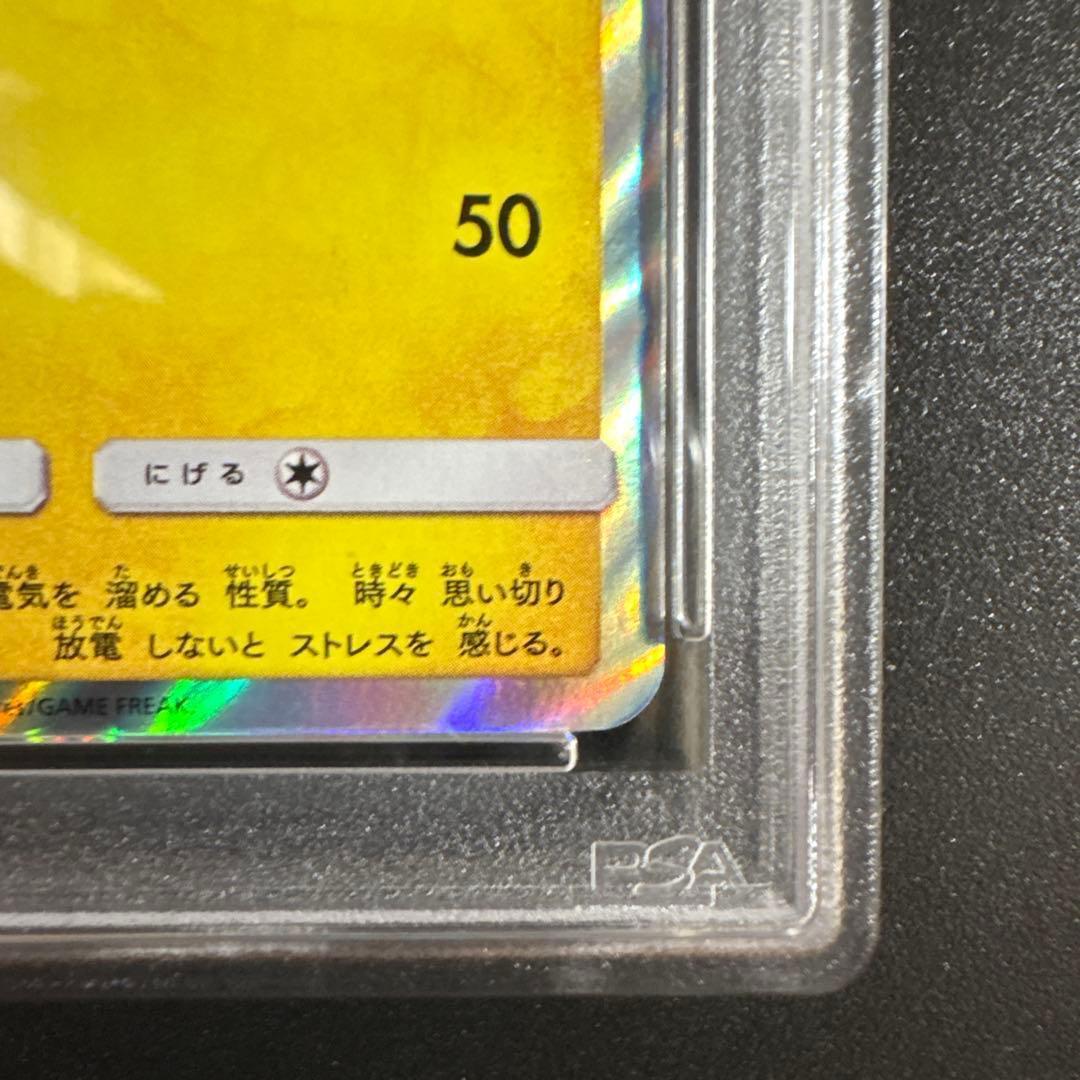 50
にげる
気を 溜める 性質。 時々 思い切り
放電 しないと ストレスを 感じる。
/GAME FREAK
PSA